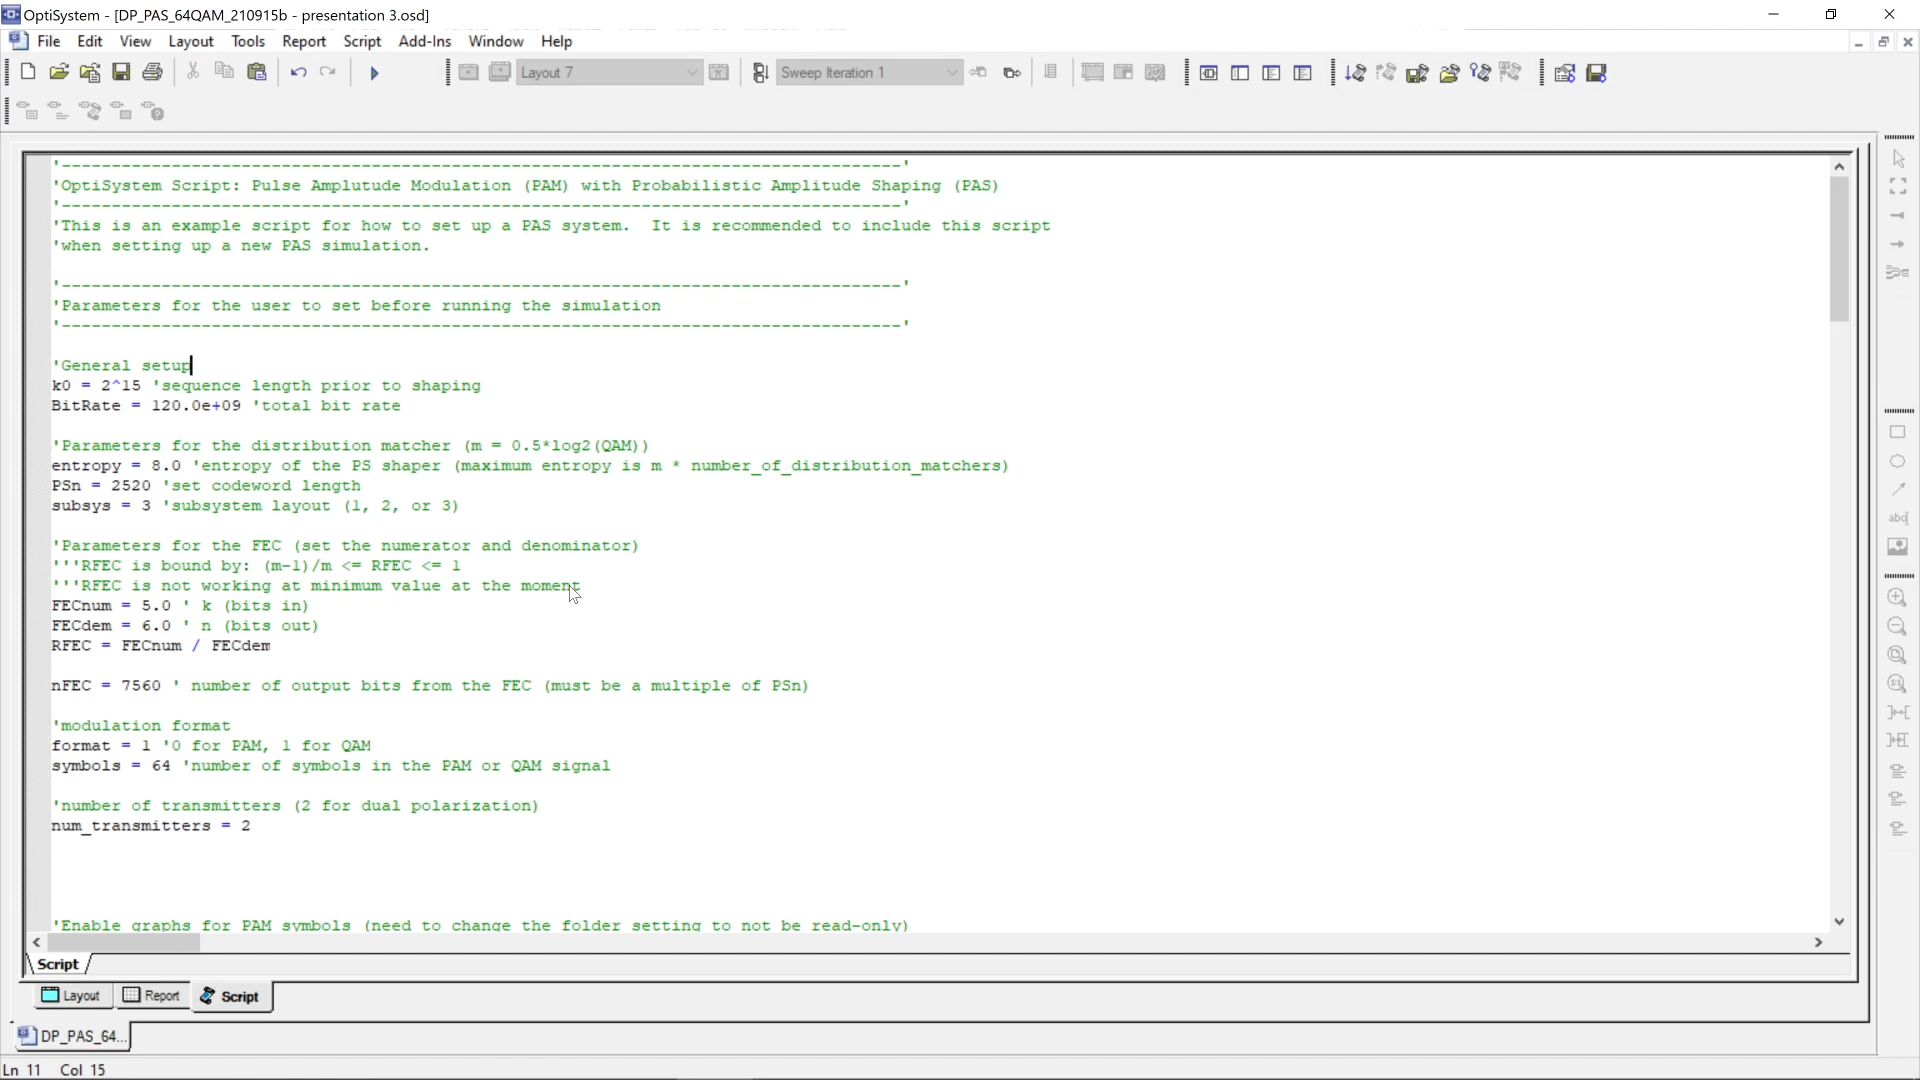 OptiSystem - [DP_PAS_64QAM_210915b - presentation 3.osd]
File Edit View Layout Tools Report Script Add-Ins Window Help
Layout 7 Sweep Iteration 1
'------------------------------------------------------------------------------------'
'OptiSystem Script: Pulse Amplutude Modulation (PAM) with Probabilistic Amplitude Shaping (PAS)
'------------------------------------------------------------------------------------'
'This is an example script for how to set up a PAS system.  It is recommended to include this script
'when setting up a new PAS simulation.
'------------------------------------------------------------------------------------'
'Parameters for the user to set before running the simulation
'------------------------------------------------------------------------------------'
'General setup
k0 = 2^15 'sequence length prior to shaping
BitRate = 120.0e+09 'total bit rate
'Parameters for the distribution matcher (m = 0.5*log2(QAM))
entropy = 8.0 'entropy of the PS shaper (maximum entropy is m * number_of_distribution_matchers)
PSn = 2520 'set codeword length
subsys = 3 'subsystem layout (1, 2, or 3)
'Parameters for the FEC (set the numerator and denominator)
'''RFEC is bound by: (m-1)/m <= RFEC <= 1
'''RFEC is not working at minimum value at the moment
FECnum = 5.0 ' k (bits in)
FECdem = 6.0 ' n (bits out)
RFEC = FECnum / FECdem
nFEC = 7560 ' number of output bits from the FEC (must be a multiple of PSn)
'modulation format
format = 1 '0 for PAM, 1 for QAM
symbols = 64 'number of symbols in the PAM or QAM signal
'number of transmitters (2 for dual polarization)
num_transmitters = 2
'Enable graphs for PAM symbols (need to change the folder setting to not be read-only)
Script
Layout Report Script
DP_PAS_64...
Ln 11 Col 15